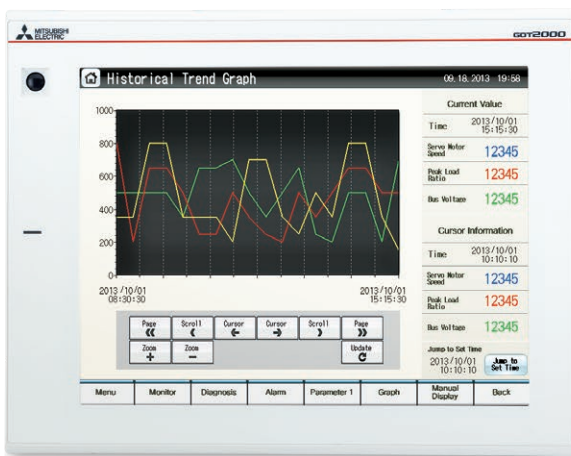 MITSUBISHI
ELECTRIC
GOT2000
Historical Trend Graph
09.18.2013 19:58
1000
800
600
400
200
0
2013/10/01
08:30:30
2013/10/01
15:15:30
Page Scroll Cursor Cursor Scroll Page
Zoom Zoom Update
Current Value
Time 2013/10/01
15:15:30
Servo Motor
Speed 12345
Peak Load
Ratio 12345
Bus Voltage 12345
Cursor Information
Time 2013/10/01
10:10:10
Servo Motor
Speed 12345
Peak Load
Ratio 12345
Bus Voltage 12345
Jump to Set Time
2013/10/01
10:10:10
Jump to
Set Time
Menu Monitor Diagnosis Alarm Parameter 1 Graph Manual
Display Back